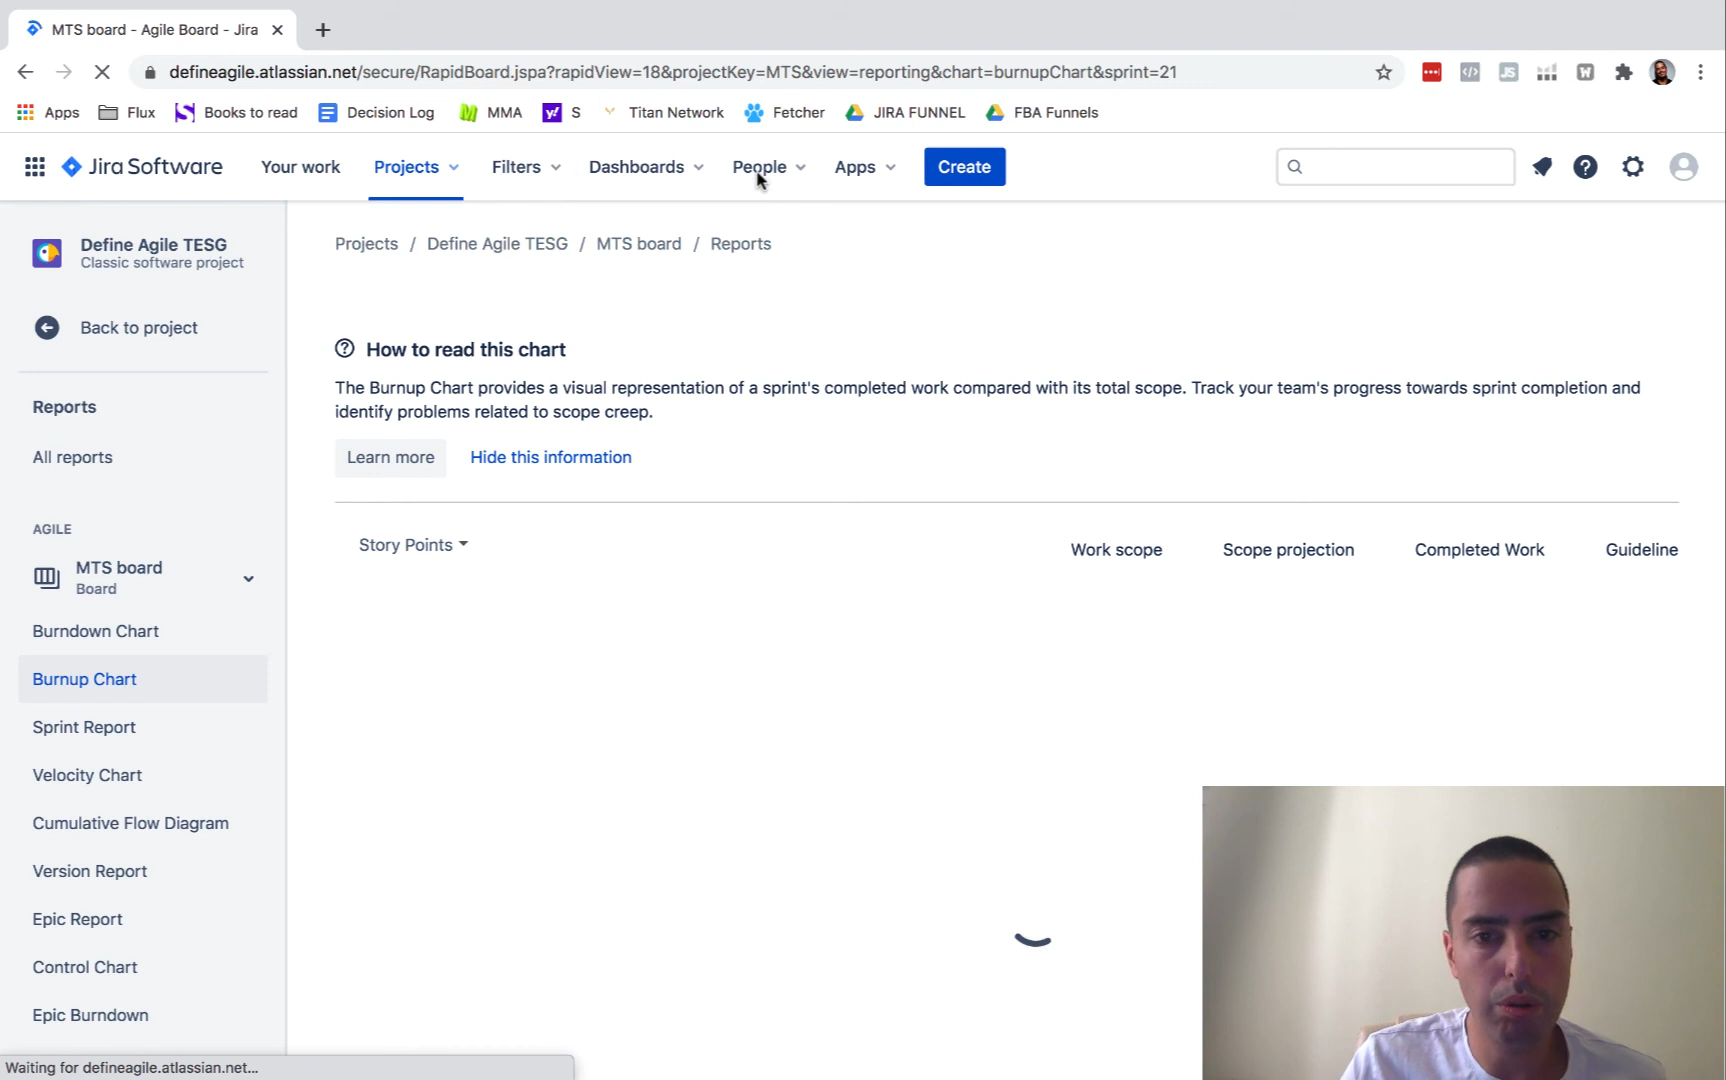 MTS board - Agile Board - Jira
defineagile.atlassian.net/secure/RapidBoard.jspa?rapidView=18&projectKey=MTS&view=reporting&chart=burnupChart&sprint=21
Apps Flux Books to read Decision Log MMA S Titan Network Fetcher JIRA FUNNEL FBA Funnels
Jira Software Your work Projects Filters Dashboards People Apps Create
Define Agile TESG
Classic software project
Back to project
Reports
All reports
AGILE
MTS board
Board
Burndown Chart
Burnup Chart
Sprint Report
Velocity Chart
Cumulative Flow Diagram
Version Report
Epic Report
Control Chart
Epic Burndown
Projects / Define Agile TESG / MTS board / Reports
How to read this chart
The Burnup Chart provides a visual representation of a sprint's completed work compared with its total scope. Track your team's progress towards sprint completion and
identify problems related to scope creep.
Learn more Hide this information
Story Points Work scope Scope projection Completed Work Guideline
Waiting for defineagile.atlassian.net...